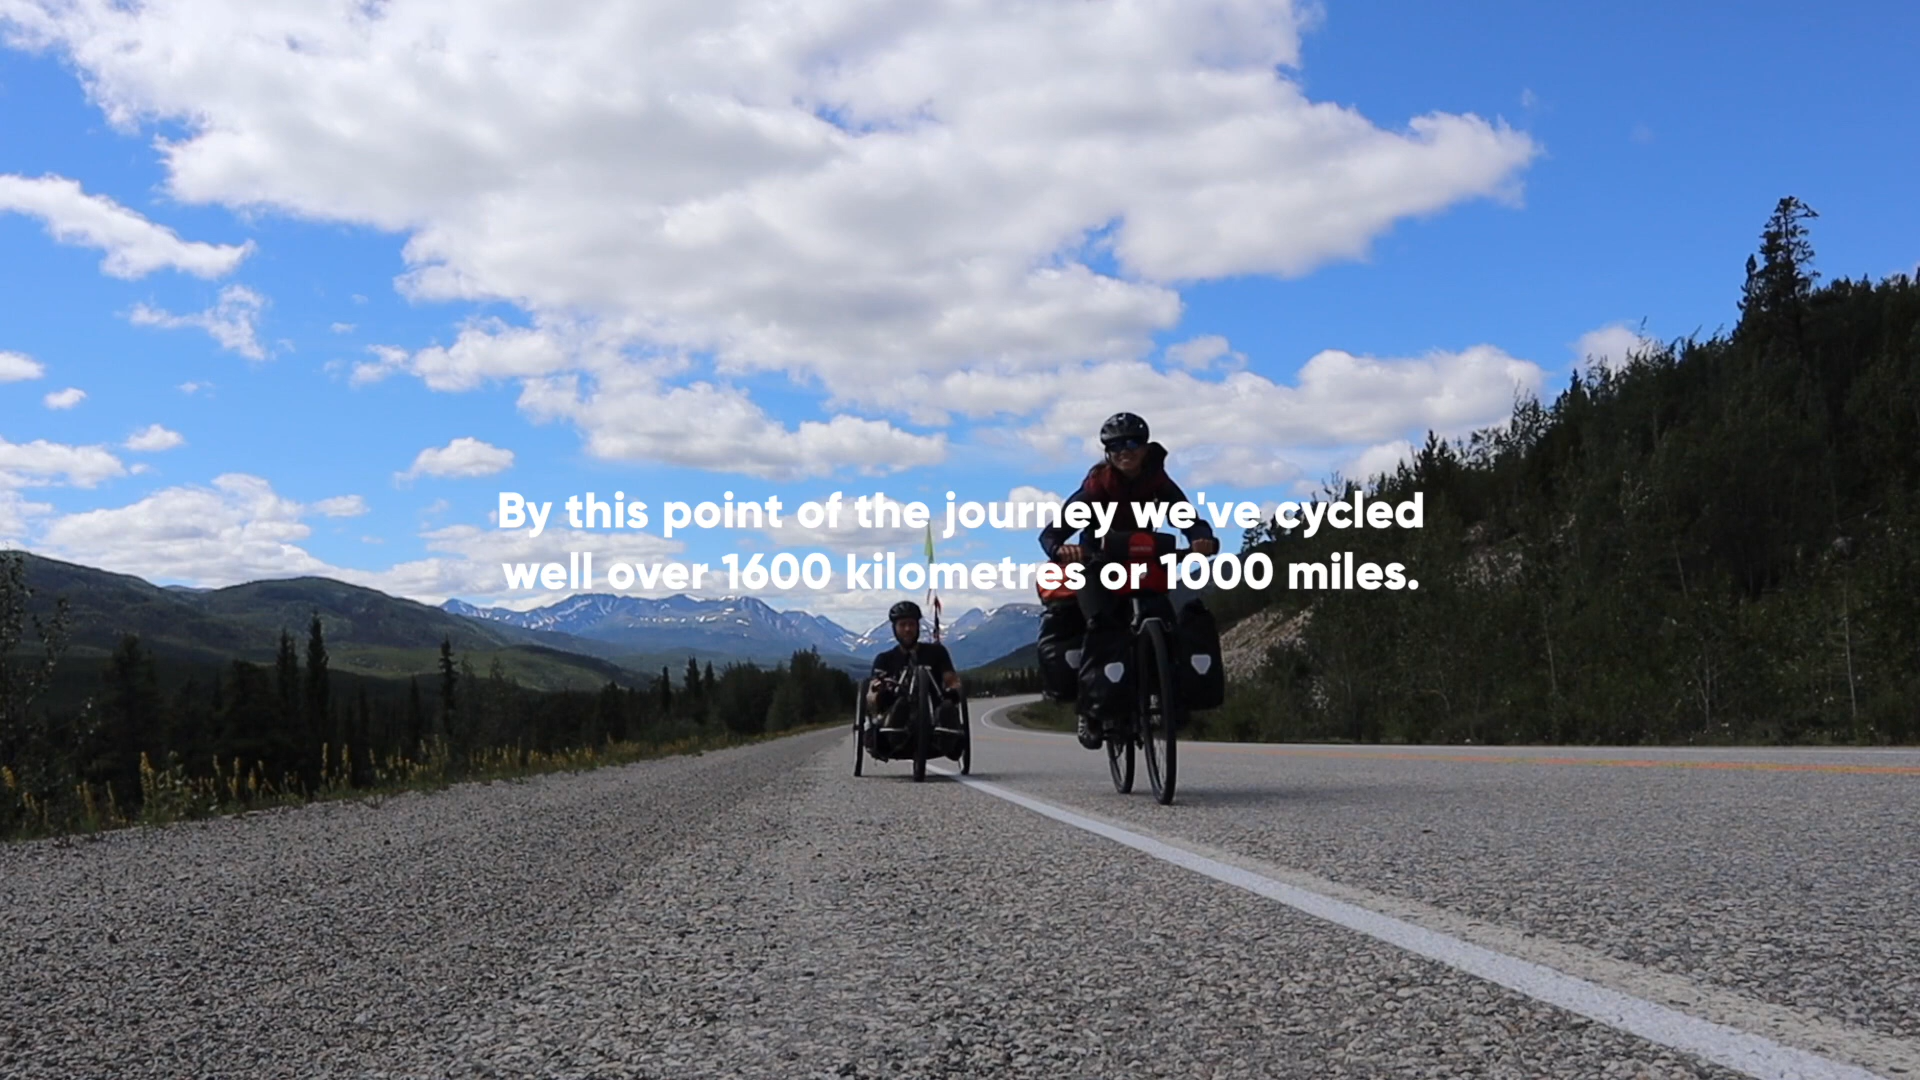 By this point of the journey we've cycled
well over 1600 kilometres or 1000 miles.